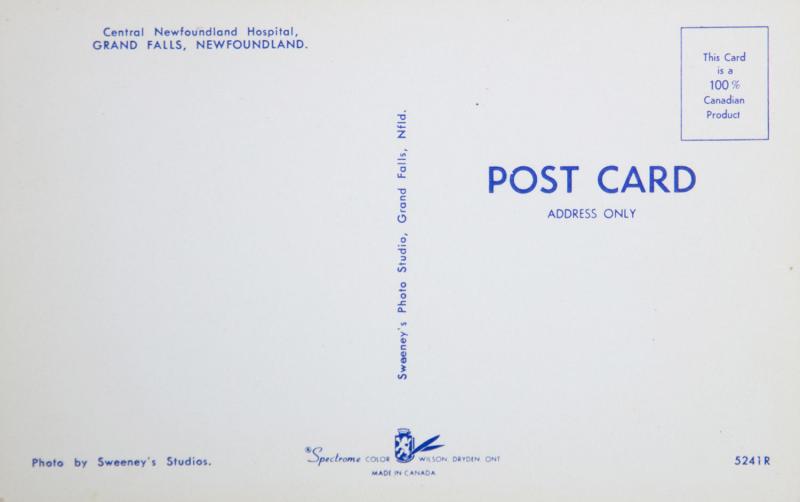 Central Newfoundland Hospital,
GRAND FALLS, NEWFOUNDLAND.
This Card
is a
100%
Canadian
Product
Sweeney's Photo Studio, Grand Falls, Nfld.
POST CARD
ADDRESS ONLY
Photo by Sweeney's Studios.
®Spectrome COLOR WILSON, DRYDEN, ONT
MADE IN CANADA
5241R